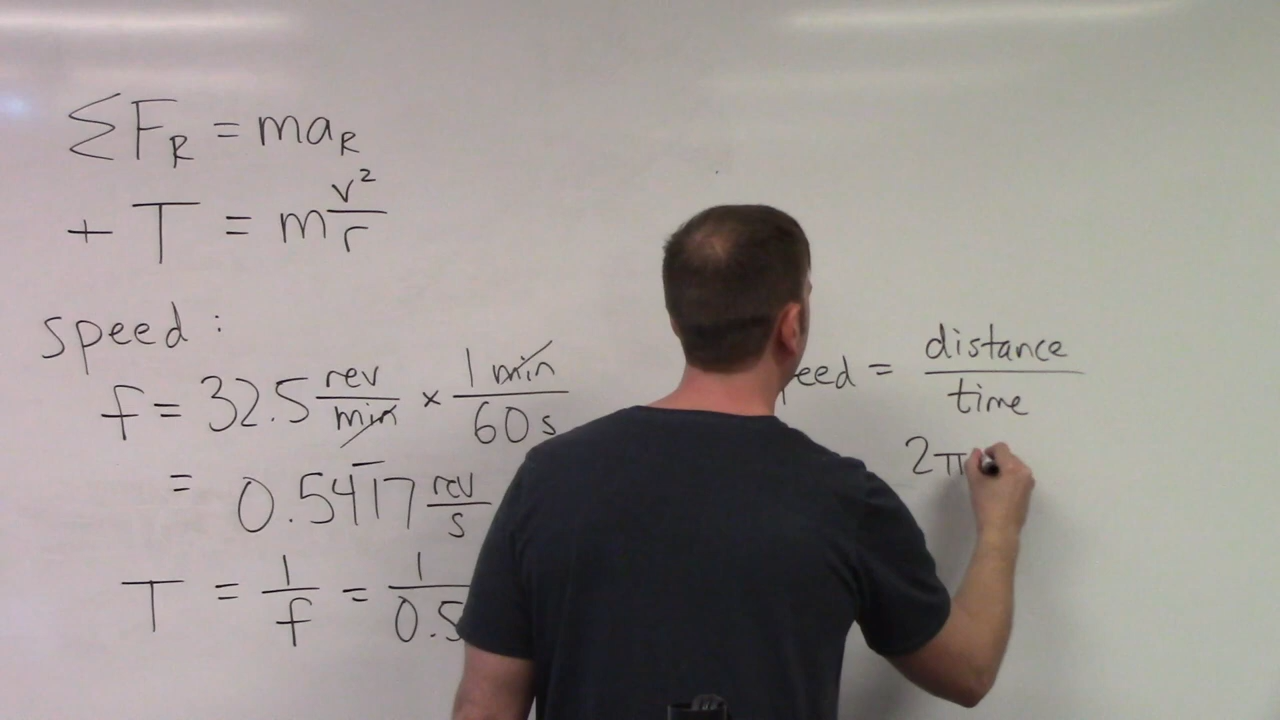 ΣF_R = ma_R
+ T = m v²/r
speed :
f = 32.5 rev/min × 1 min/60 s
= 0.5417 rev/s
T = 1/f = 1/0.5
peed = distance/time
2π